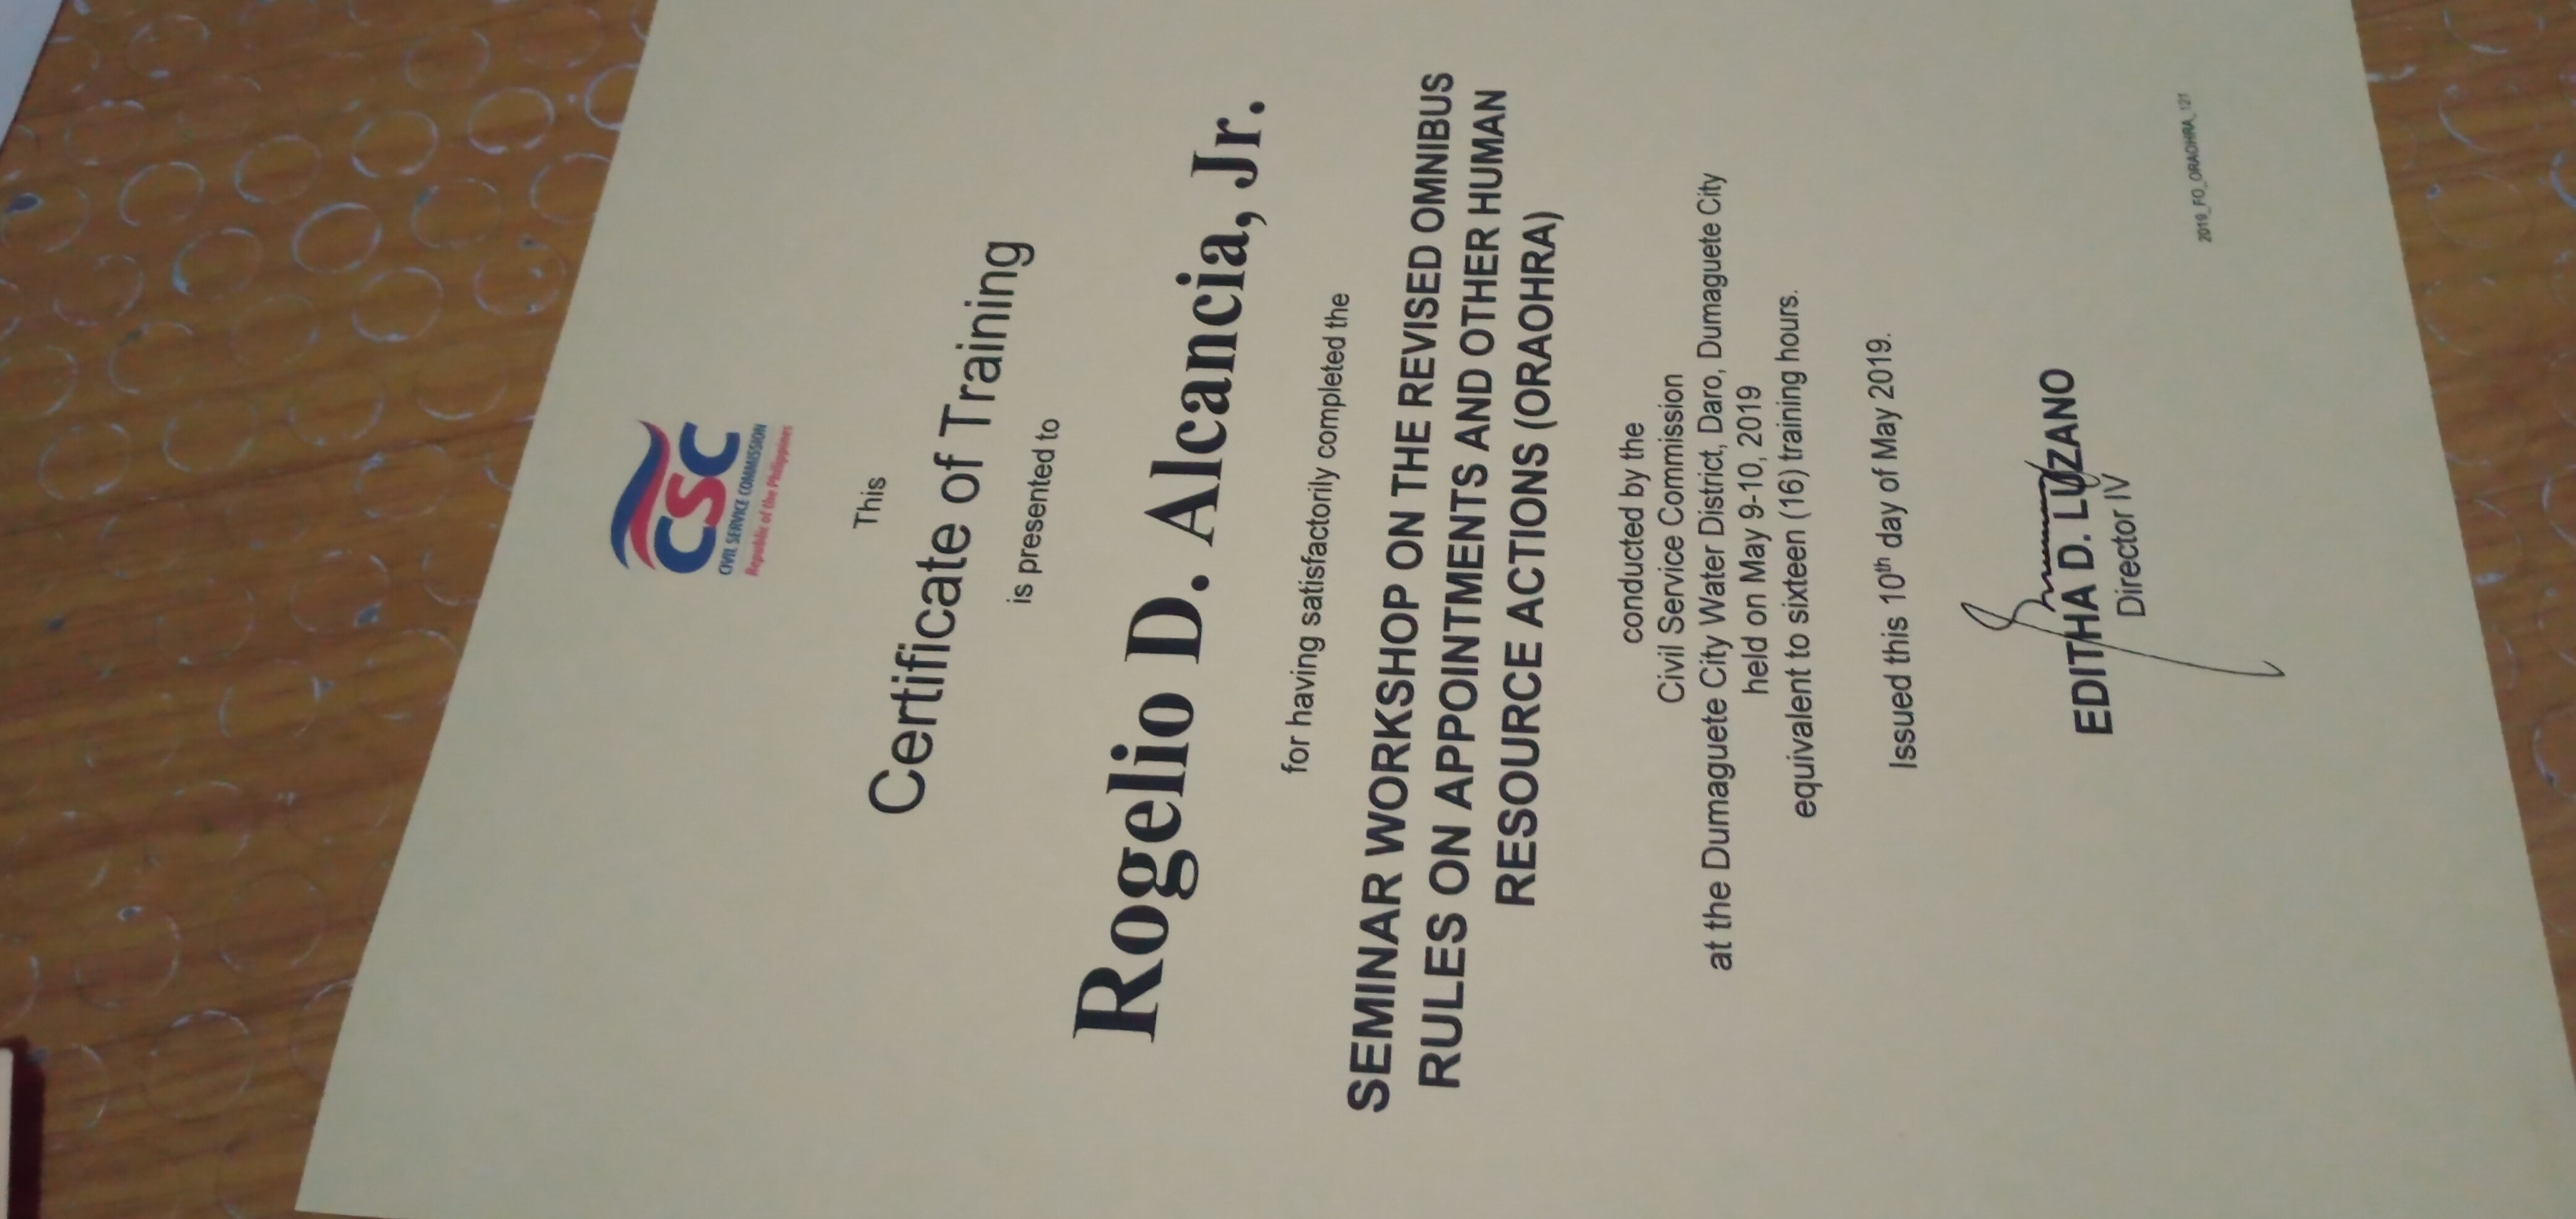 CSC
CIVIL SERVICE COMMISSION
Republic of the Philippines
This
Certificate of Training
is presented to
Rogelio D. Alcancia, Jr.
for having satisfactorily completed the
SEMINAR WORKSHOP ON THE REVISED OMNIBUS
RULES ON APPOINTMENTS AND OTHER HUMAN
RESOURCE ACTIONS (ORAOHRA)
conducted by the
Civil Service Commission
at the Dumaguete City Water District, Daro, Dumaguete City
held on May 9-10, 2019
equivalent to sixteen (16) training hours.
Issued this 10th day of May 2019.
EDITHA D. LUZANO
Director IV
2019_FO_ORAOHRA_121